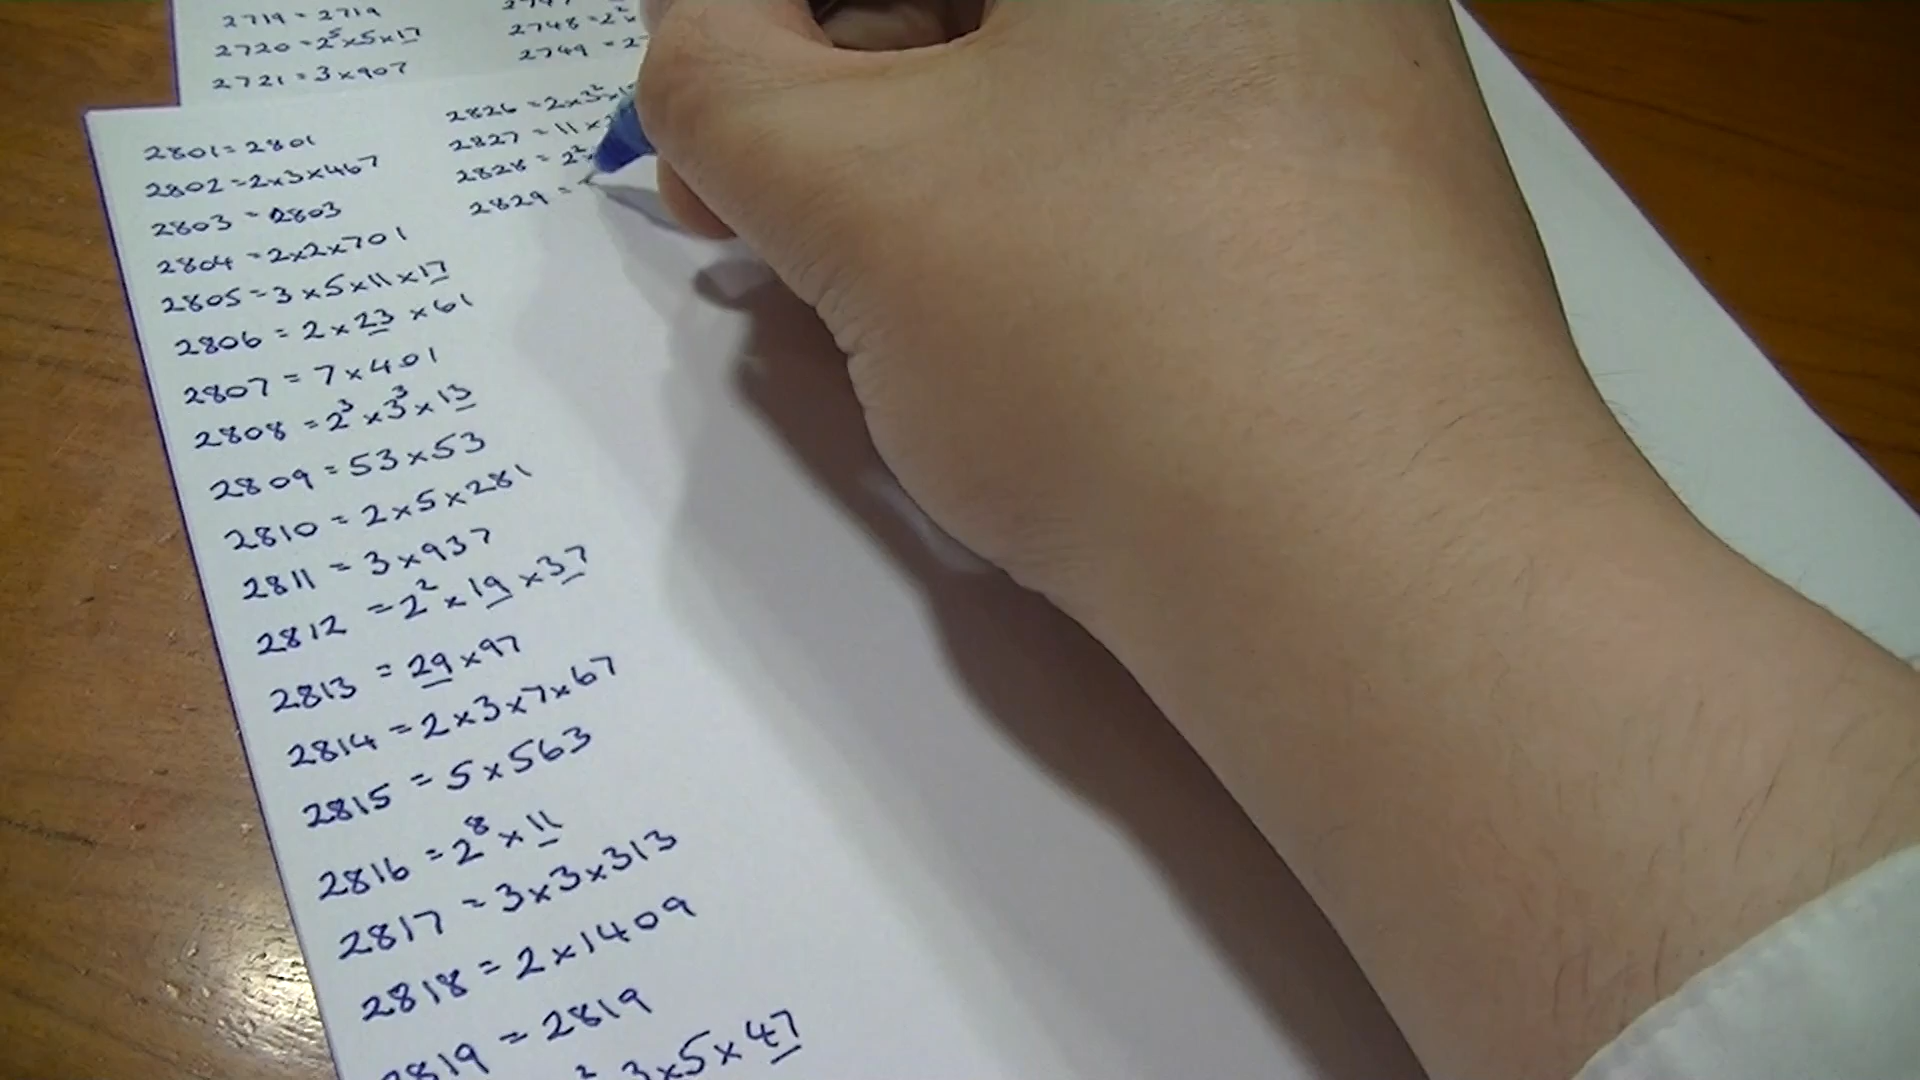 2719 = 2719
2720 = 2⁵×5×17
2721 = 3×907
2748 = 2²×
2749 = 2
2801 = 2801
2802 = 2×3×467
2803 = 2803
2804 = 2×2×701
2805 = 3×5×11×17
2806 = 2×23×61
2807 = 7×401
2808 = 2³×3³×13
2809 = 53×53
2810 = 2×5×281
2811 = 3×937
2812 = 2²×19×37
2813 = 29×97
2814 = 2×3×7×67
2815 = 5×563
2816 = 2⁸×11
2817 = 3×3×313
2818 = 2×1409
2819 = 2819
² 3×5×47
2826 = 2×3²×1
2827 = 11×
2828 = 2²×
2829 =